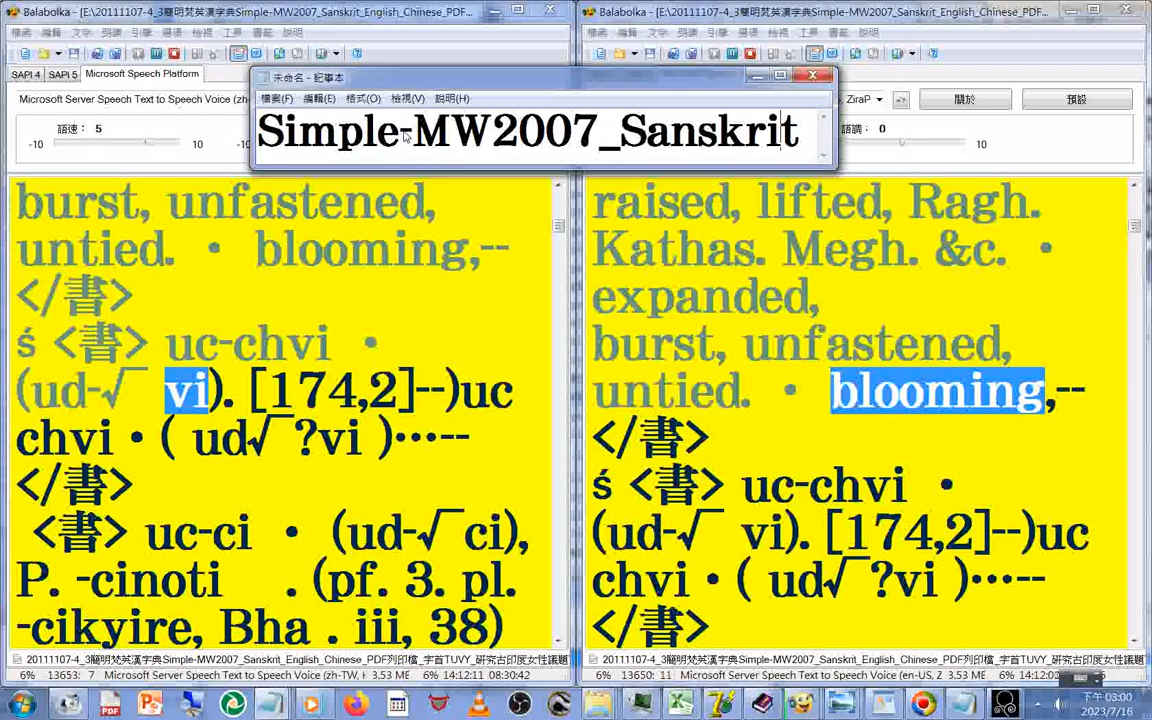 Balabolka - [E:\20111107-4_3簡明梵英漢字典Simple-MW2007_Sanskrit_English_Chinese_PDF...
Balabolka - [E:\20111107-4_3簡明梵英漢字典Simple-MW2007_Sanskrit_English_Chinese_PDF...
SAPI 4 SAPI 5 Microsoft Speech Platform
Microsoft Server Speech Text to Speech Voice (zh-
ZiraP
關於
預設
語速: 5
-10
10
語調: 0
10
未命名 - 記事本
檔案(F) 編輯(E) 格式(O) 檢視(V) 說明(H)
Simple-MW2007_Sanskrit
burst, unfastened,
untied. • blooming,--
</書>
ś <書> uc-chvi •
(ud-√ vi). [174,2]--)uc
chvi • ( ud√?vi )⋯--
</書>
<書> uc-ci • (ud-√ci),
P. -cinoti . (pf. 3. pl.
-cikyire, Bha . iii, 38)
raised, lifted, Ragh.
Kathas. Megh. &c. •
expanded,
burst, unfastened,
untied. • blooming,--
</書>
ś <書> uc-chvi •
(ud-√ vi). [174,2]--)uc
chvi • ( ud√?vi )⋯--
</書>
20111107-4_3簡明梵英漢字典Simple-MW2007_Sanskrit_English_Chinese_PDF列印檔_字首TUVY_研究古印度女性議題
20111107-4_3簡明梵英漢字典Simple-MW2007_Sanskrit_English_Chinese_PDF列印檔_字首TUVY_研究古印度女性議題
6% 13653: 7 Microsoft Server Speech Text to Speech Voice (zh-TW, H 3.53 ME 14:12:11 08:30:42
6% 13650: 11 Microsoft Server Speech Text to Speech Voice (en-US, Z 3.53 ME
下午 03:00
2023/7/16